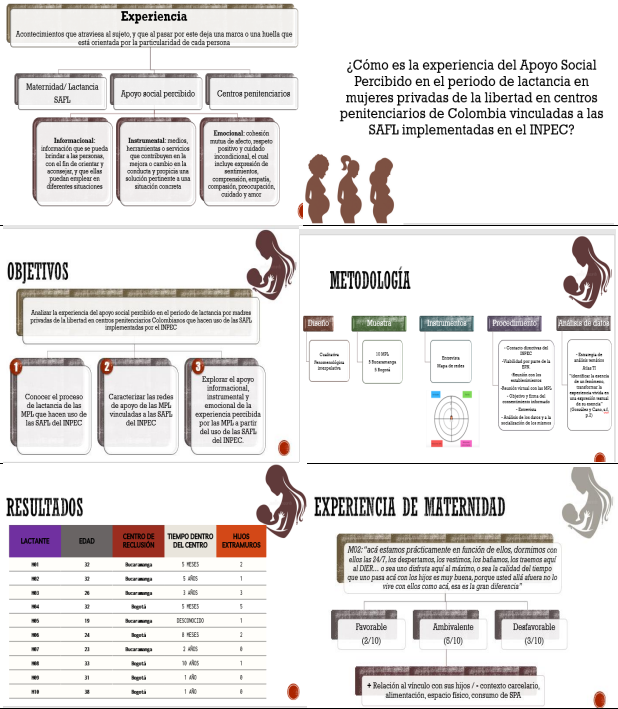 Experiencia
Acontecimientos que atraviesa al sujeto, y que al pasar por este deja una marca o una huella que
está orientada por la particularidad de cada persona
Maternidad/ Lactancia
SAFL
Apoyo social percibido
Centros penitenciarios
Informacional:
información que se pueda
brindar a las personas,
con el fin de orientar y
aconsejar, y que ellas
puedan emplear en
diferentes situaciones
Instrumental: medios,
herramientas o servicios
que contribuyen en la
mejora o cambio en la
conducta y propicia una
solución pertinente a una
situación concreta
Emocional: cohesión
mutua de afecto, respeto
positivo y cuidado
incondicional, el cual
incluye expresión de
sentimientos,
comprensión, empatía,
compasión, preocupación,
cuidado y amor
¿Cómo es la experiencia del Apoyo Social
Percibido en el periodo de lactancia en
mujeres privadas de la libertad en centros
penitenciarios de Colombia vinculadas a las
SAFL implementadas en el INPEC?
OBJETIVOS
Analizar la experiencia del apoyo social percibido en el periodo de lactancia por madres
privadas de la libertad en centros penitenciarios Colombianos que hacen uso de las SAFL
implementadas por el INPEC
1
Conocer el proceso
de lactancia de las
MPL que hacen uso de
las SAFL del INPEC
2
Caracterizar las redes
de apoyo de las MPL
vinculadas a las SAFL
del INPEC
3
Explorar el apoyo
informacional,
instrumental y
emocional de la
experiencia percibida
por las MPL a partir
del uso de las SAFL
del INPEC.
METODOLOGÍA
Diseño
Muestra
Instrumentos
Procedimiento
Análisis de datos
Cualitativa
Fenomenológica
interpretativa
10 MPL
5 Bucaramanga
5 Bogotá
Entrevista
Mapa de redes
- Contacto directivas del
INPEC
-Viabilidad por parte de la
-Reunión con los
establecimientos
-Reunión virtual con las MPL
- Objetivo y firma del
consentimiento informado
- Entrevista
- Análisis de los datos y a la
socialización de los mismos
- Estrategia de
análisis temático
Atlas TI
"identificar la esencia
de un fenómeno,
transformar la
experiencia vivida en
una expresión textual
de su esencia"
(González y Cano, s.f,
p.2)
RESULTADOS
LACTANTE EDAD CENTRO DE RECLUSIÓN TIEMPO DENTRO DEL CENTRO HIJOS EXTRAMUROS
M01 32 Bucaramanga 5 MESES 2
M02 32 Bucaramanga 5 AÑOS 1
M03 26 Bucaramanga 3 AÑOS 3
M04 32 Bogotá 5 MESES 5
M05 19 Bucaramanga DESCONOCIDO 1
M06 24 Bogotá 8 MESES 2
M07 23 Bucaramanga 2 AÑOS 0
M08 33 Bogotá 10 AÑOS 1
M09 31 Bogotá 1 AÑO 0
M10 38 Bogotá 1 AÑO 0
EXPERIENCIA DE MATERNIDAD
M02: "acá estamos prácticamente en función de ellos, dormimos con
ellos las 24/7, los despertamos, los vestimos, los bañamos, los traemos aquí
al DIER... o sea uno disfruta aquí al máximo, o sea la calidad del tiempo
que uno pasa acá con los hijos es muy buena, porque usted allá afuera no lo
vive con ellos como acá, esa es la gran diferencia"
Favorable
(2/10)
Ambivalente
(5/10)
Desfavorable
(3/10)
+ Relación al vínculo con sus hijos / - contexto carcelario,
alimentación, espacio físico, consumo de SPA